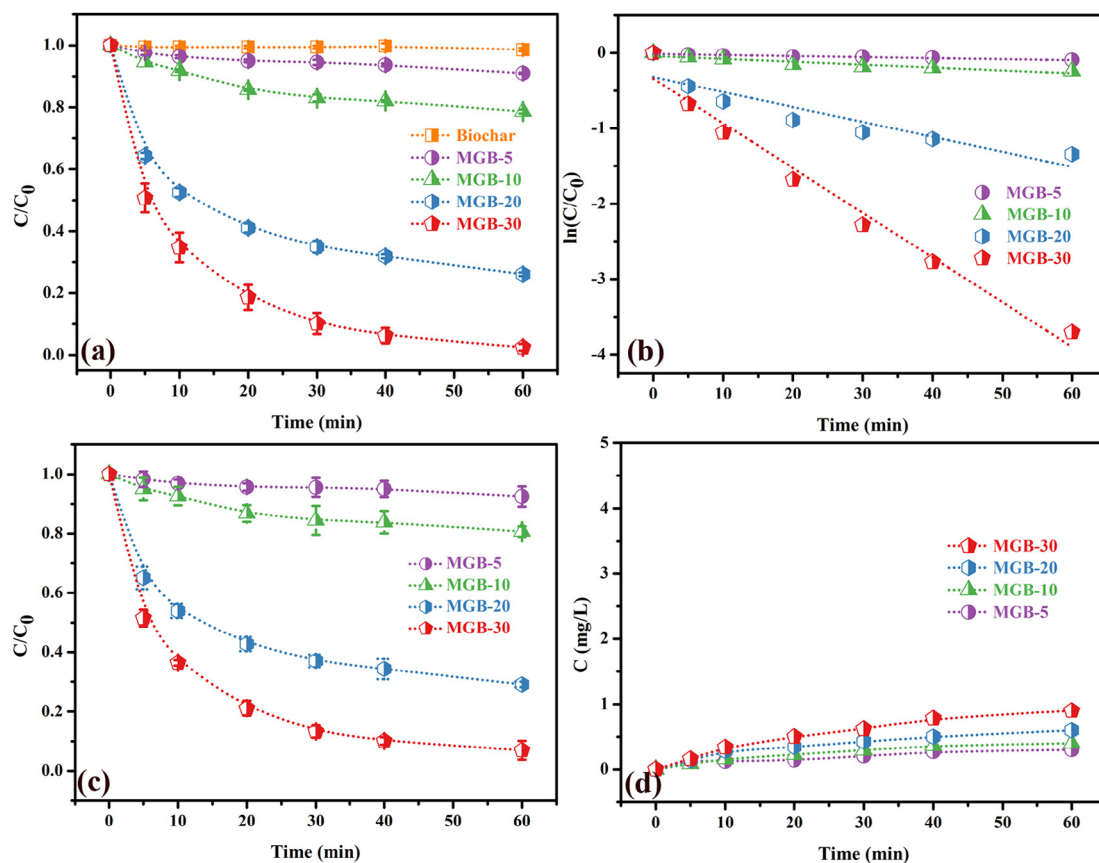 1.0
0.8
0.6
0.4
0.2
0.0
C/C0
Biochar
MGB-5
MGB-10
MGB-20
MGB-30
(a)
0 10 20 30 40 50 60
Time (min)
0
-1
-2
-3
-4
ln(C/C0)
MGB-5
MGB-10
MGB-20
MGB-30
(b)
0 10 20 30 40 50 60
Time (min)
1.0
0.8
0.6
0.4
0.2
0.0
C/C0
MGB-5
MGB-10
MGB-20
MGB-30
(c)
0 10 20 30 40 50 60
Time (min)
5
4
3
2
1
0
C (mg/L)
MGB-30
MGB-20
MGB-10
MGB-5
(d)
0 10 20 30 40 50 60
Time (min)